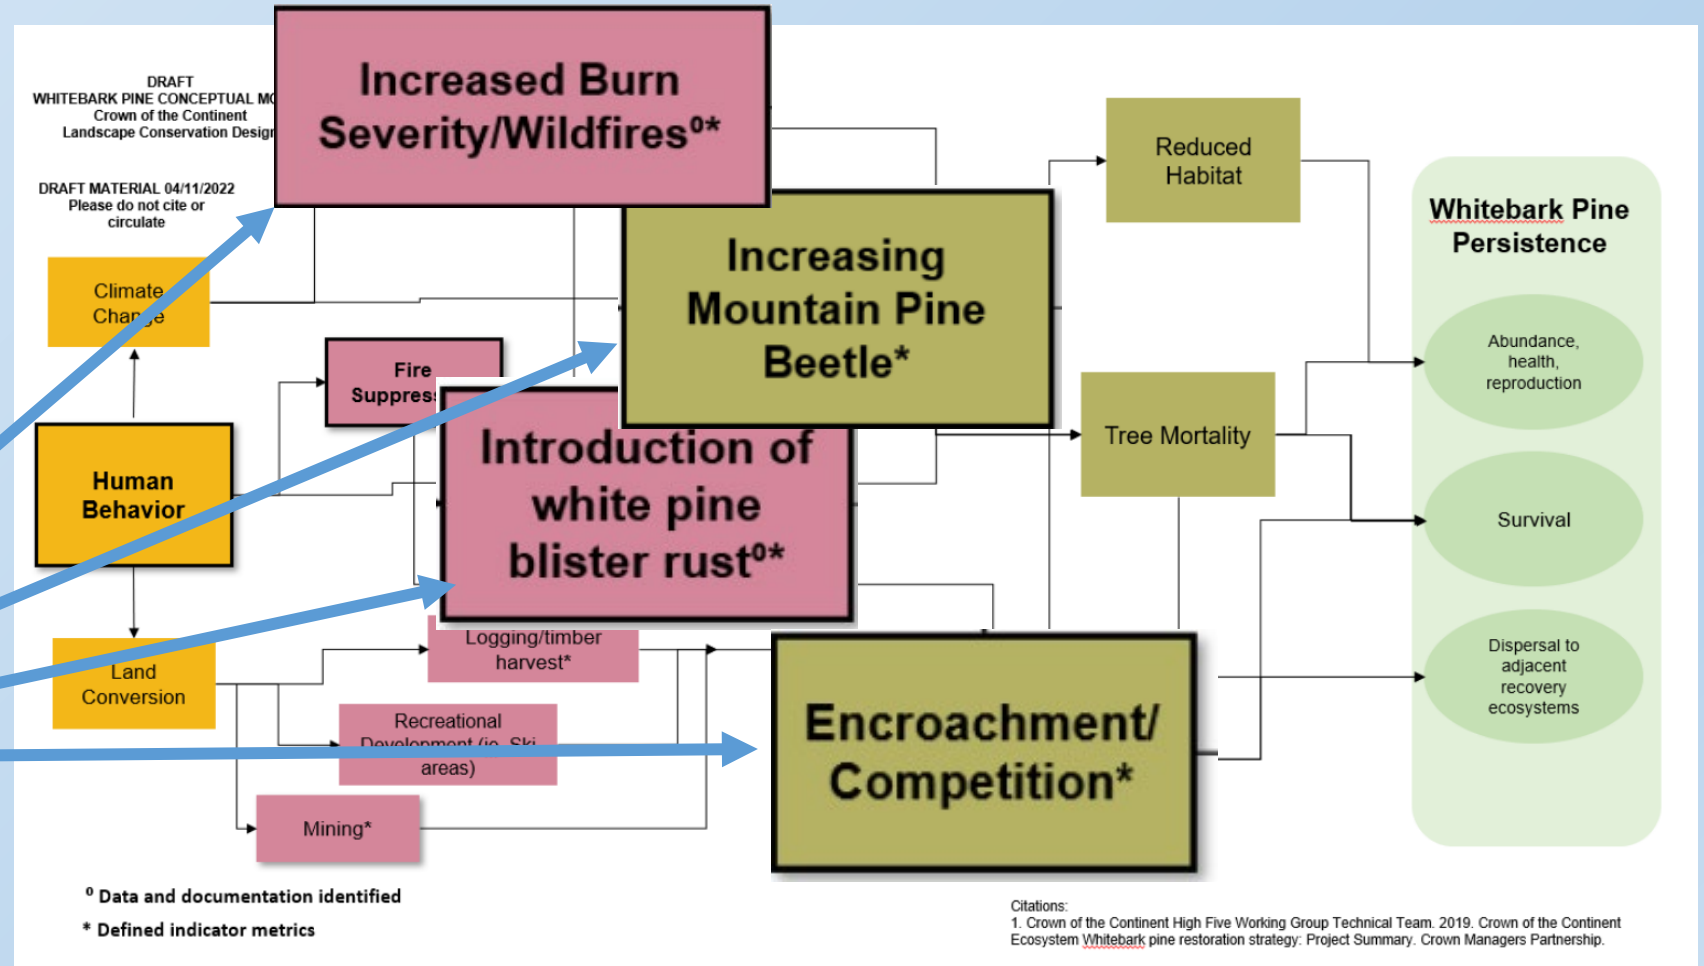 DRAFT
WHITEBARK PINE CONCEPTUAL
Crown of the Continent
Landscape Conservation Design
DRAFT MATERIAL 04/11/2022
Please do not cite or
circulate
Increased Burn
Severity/Wildfires⁰*
Increasing
Mountain Pine
Beetle*
Reduced
Habitat
Whitebark Pine
Persistence
Climate
Change
Fire
Introduction of
white pine
blister rust⁰*
Tree Mortality
Abundance,
health,
reproduction
Human
Behavior
Survival
Land
Conversion
Logging/timber
harvest*
Recreational
Development (ie. Ski
areas)
Mining*
Encroachment/
Competition*
Dispersal to
adjacent
recovery
ecosystems
⁰ Data and documentation identified
* Defined indicator metrics
Citations:
1. Crown of the Continent High Five Working Group Technical Team. 2019. Crown of the Continent
Ecosystem Whitebark pine restoration strategy: Project Summary. Crown Managers Partnership.